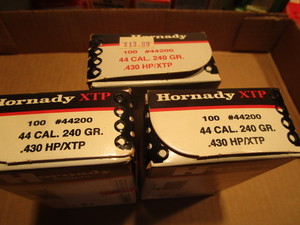 $13.99
100 #44200
44 CAL. 240 GR.
.430 HP/XTP
Hornady XTP
100 #44200
44 CAL. 240 GR.
.430 HP/XTP
Hornady XTP
100 #44200
44 CAL. 240 GR.
.430 HP/XTP